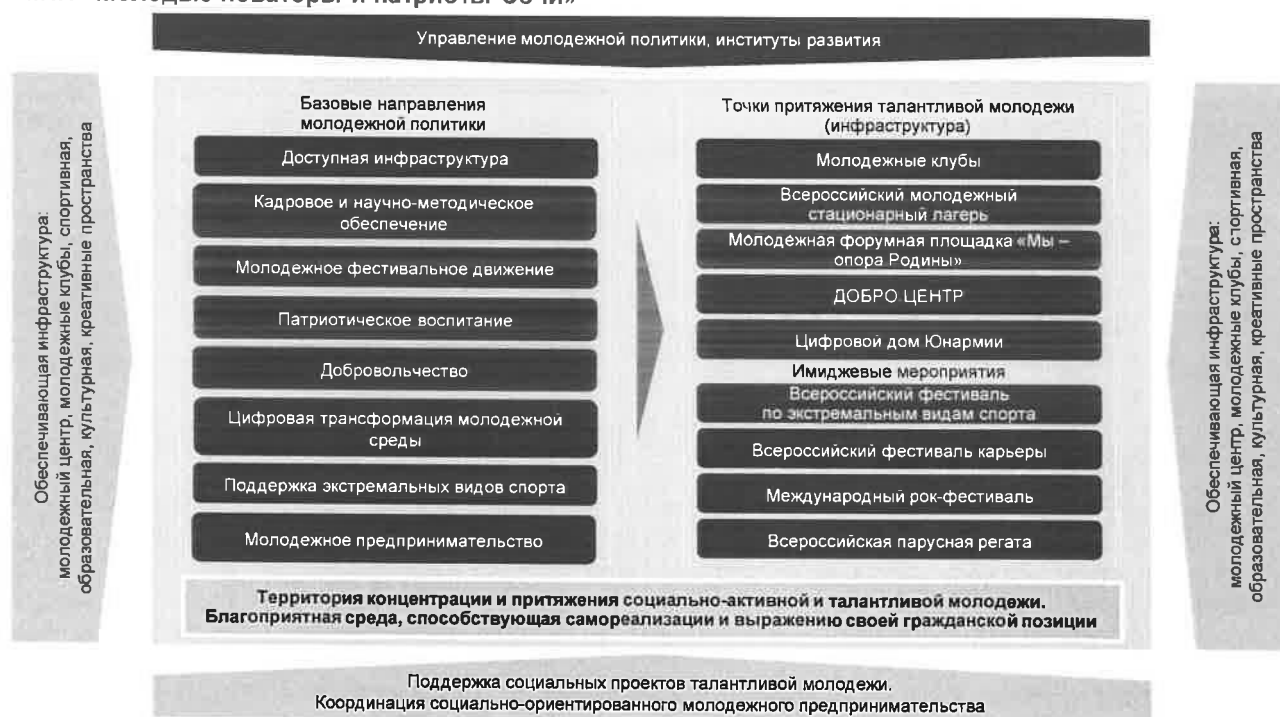 «Молодые новаторы и патриоты Сочи»
Управление молодежной политики, институты развития
Обеспечивающая инфраструктура:
молодежный центр, молодежные клубы, спортивная,
образовательная, культурная, креативные пространства
Базовые направления
молодежной политики
Доступная инфраструктура
Кадровое и научно-методическое
обеспечение
Молодежное фестивальное движение
Патриотическое воспитание
Добровольчество
Цифровая трансформация молодежной
среды
Поддержка экстремальных видов спорта
Молодежное предпринимательство
Точки притяжения талантливой молодежи
(инфраструктура)
Молодежные клубы
Всероссийский молодежный
стационарный лагерь
Молодежная форумная площадка «Мы –
опора Родины»
ДОБРО.ЦЕНТР
Цифровой дом Юнармии
Имиджевые мероприятия
Всероссийский фестиваль
по экстремальным видам спорта
Всероссийский фестиваль карьеры
Международный рок-фестиваль
Всероссийская парусная регата
Обеспечивающая инфраструктура:
молодежный центр, молодежные клубы, спортивная,
образовательная, культурная, креативные пространства
Территория концентрации и притяжения социально-активной и талантливой молодежи.
Благоприятная среда, способствующая самореализации и выражению своей гражданской позиции
Поддержка социальных проектов талантливой молодежи.
Координация социально-ориентированного молодежного предпринимательства